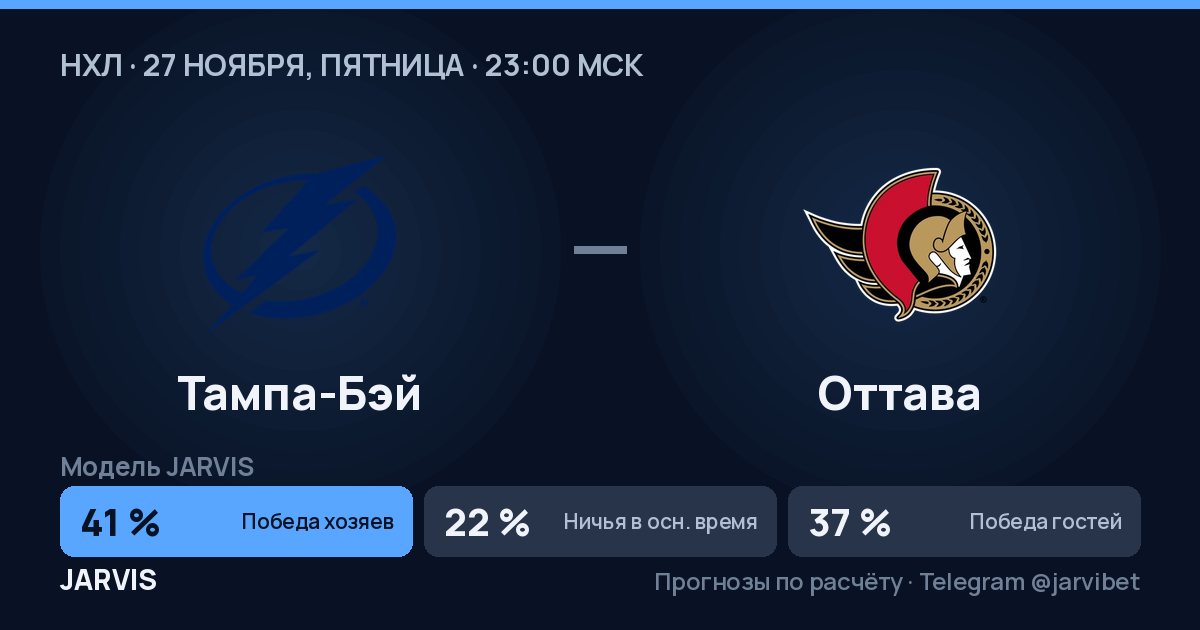 НХЛ · 27 НОЯБРЯ, ПЯТНИЦА · 23:00 МСК
Тампа-Бэй
—
Оттава
Модель JARVIS
41 % Победа хозяев
22 % Ничья в осн. время
37 % Победа гостей
JARVIS
Прогнозы по расчёту · Telegram @jarvibet